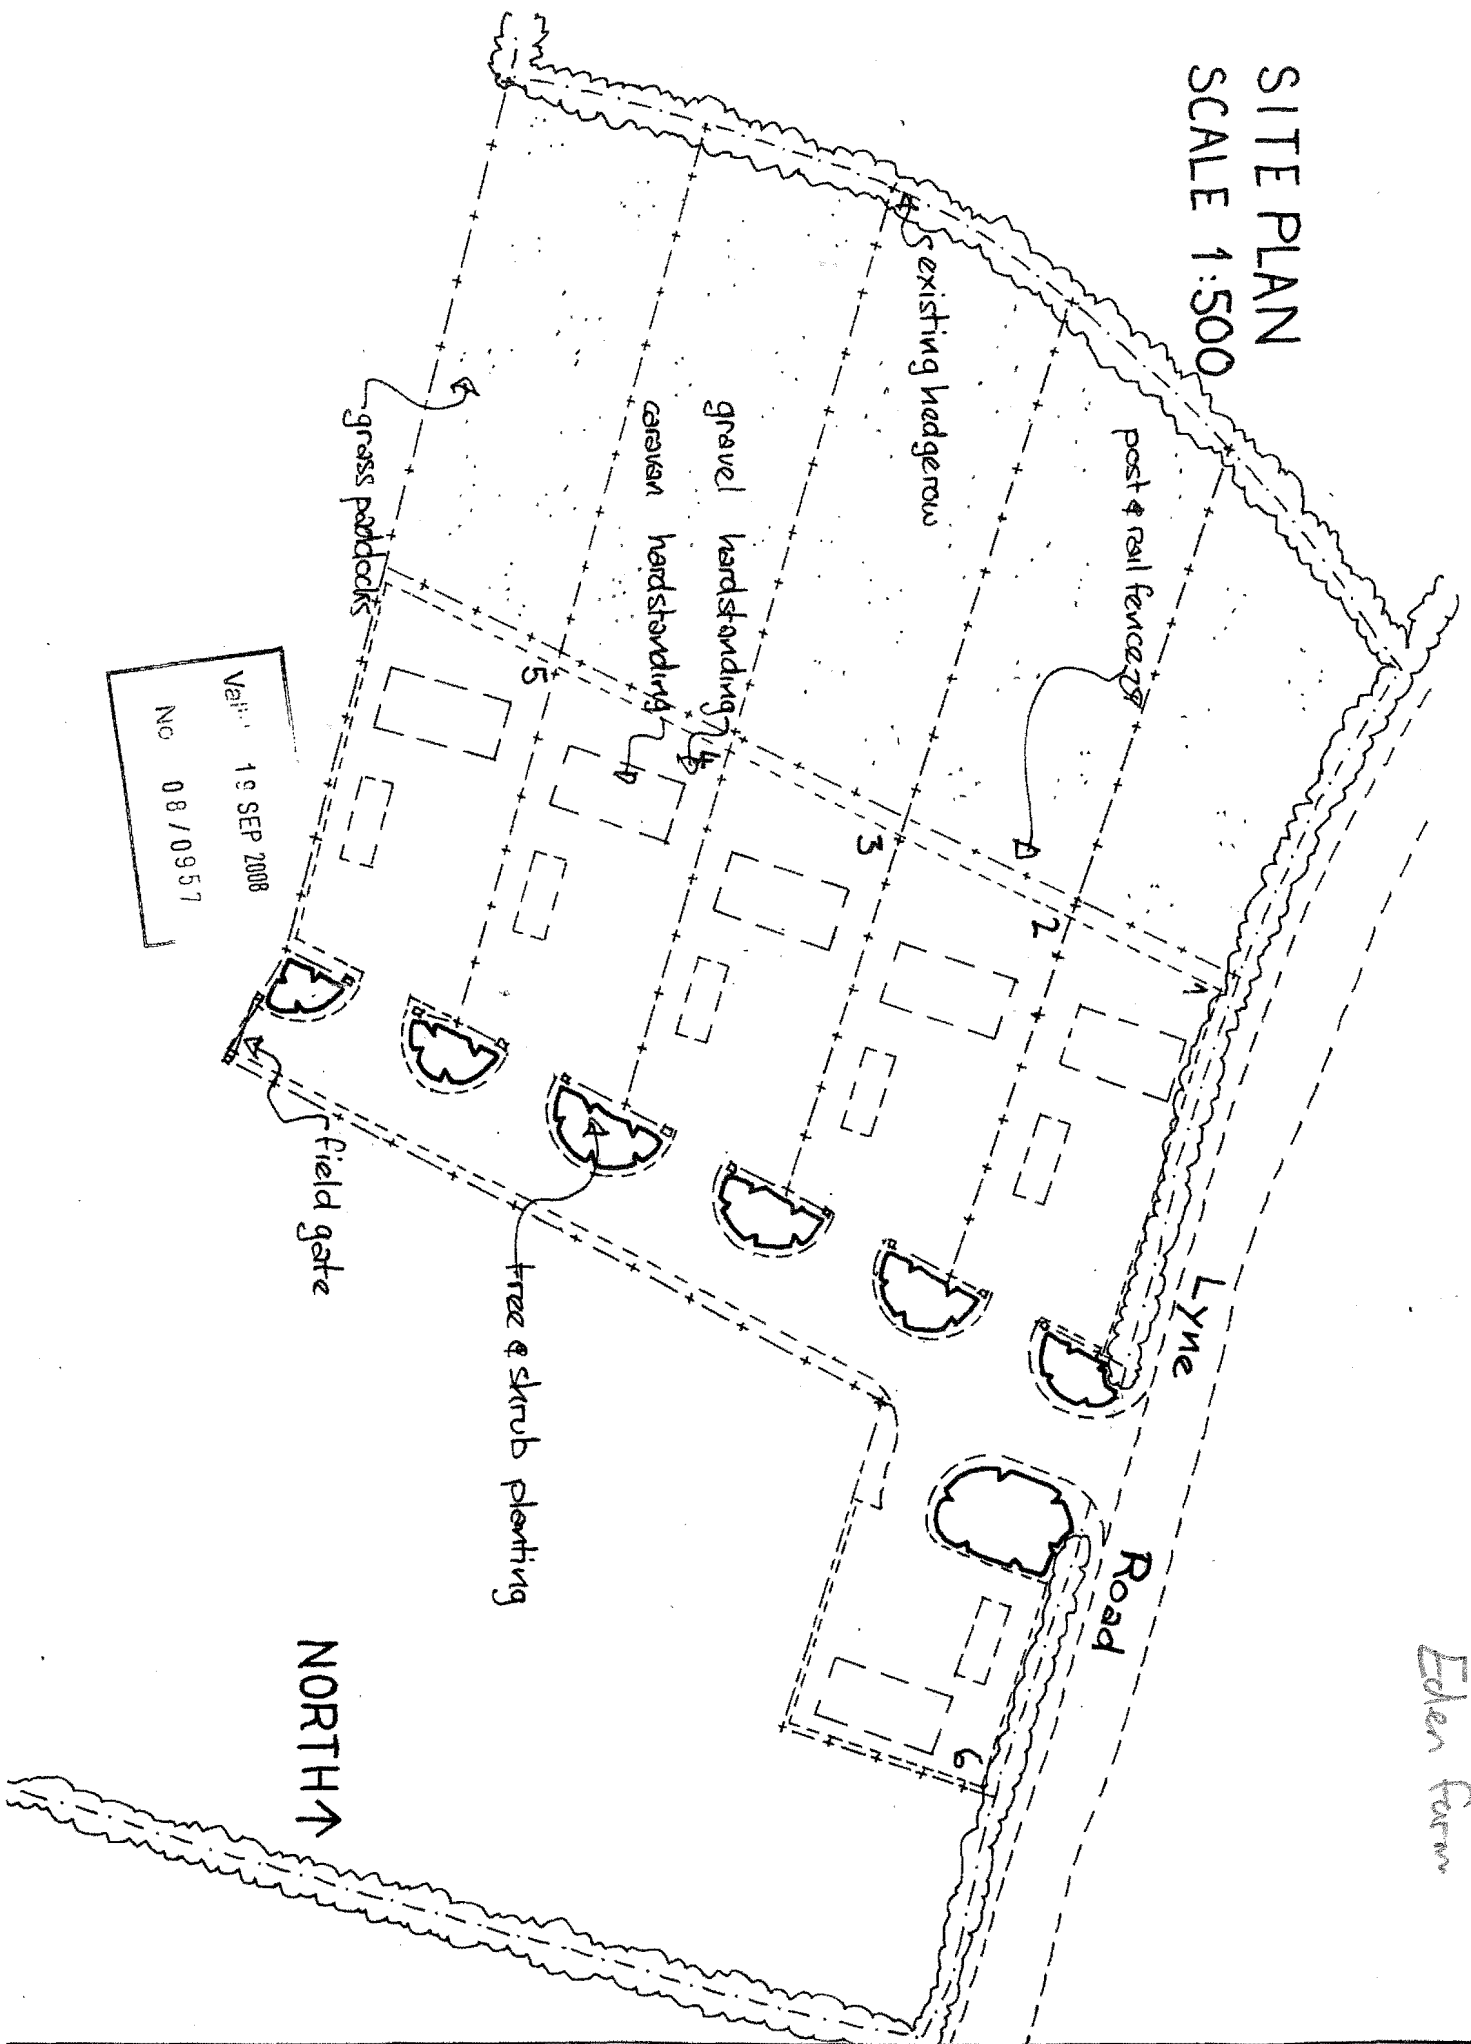 SITE PLAN
SCALE 1:500
Eden Farm
existing hedgerow
post & rail fence
gravel hardstanding
caravan hardstanding
grass paddocks
1
2
3
4
5
6
Lyne Road
tree & shrub planting
field gate
NORTH↑
19 SEP 2008
No 08/0957